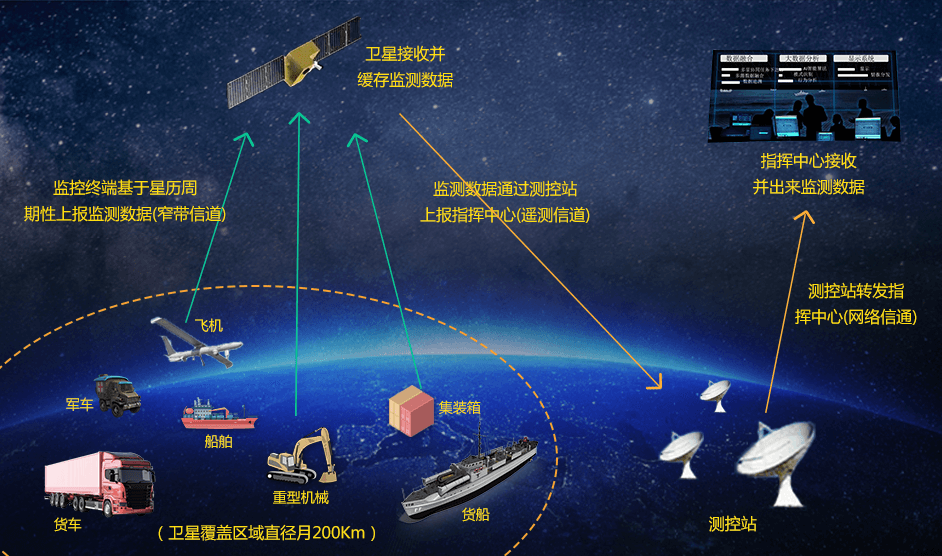 卫星接收并
缓存监测数据
数据融合
大数据分析
显示系统
指挥中心接收
并出来监测数据
监控终端基于星历周
期性上报监测数据(窄带信道)
监测数据通过测控站
上报指挥中心(遥测信道)
测控站转发指
挥中心(网络信通)
飞机
军车
船舶
集装箱
重型机械
货车
货船
(卫星覆盖区域直径月200Km)
测控站